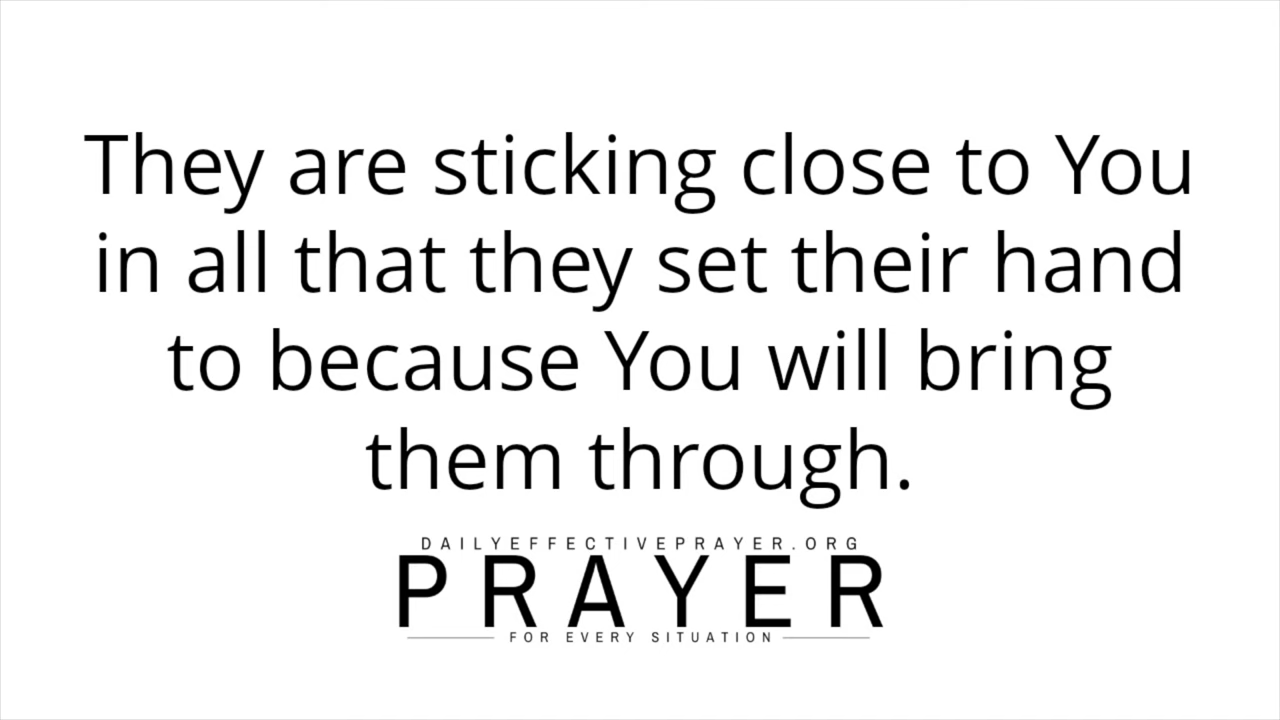 They are sticking close to You
in all that they set their hand
to because You will bring
them through.
DAILYEFFECTIVEPRAYER.ORG
PRAYER
FOR EVERY SITUATION